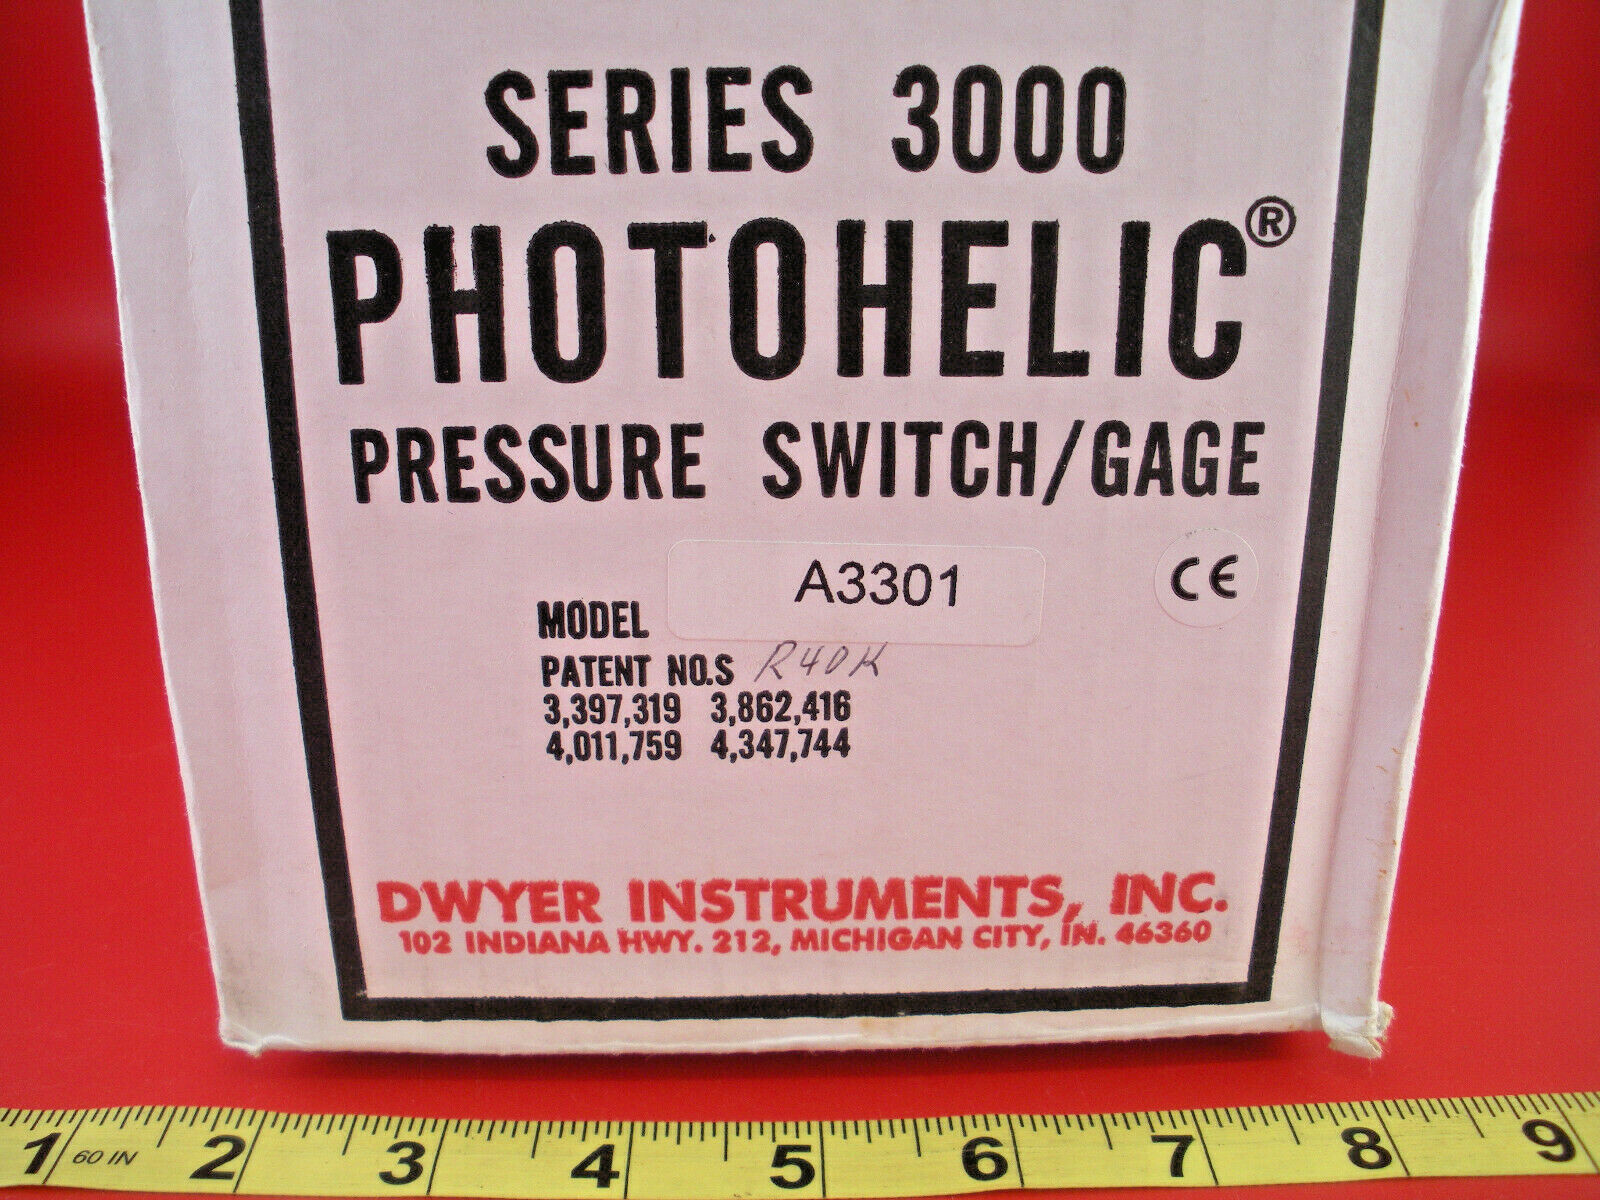 SERIES 3000
PHOTOHELIC®
PRESSURE SWITCH/GAGE
A3301
CE
MODEL
PATENT NO.S R40K
3,397,319 3,862,416
4,011,759 4,347,744
DWYER INSTRUMENTS, INC.
102 INDIANA HWY. 212, MICHIGAN CITY, IN. 46360
1 60 IN 2 3 4 5 6 7 8 9